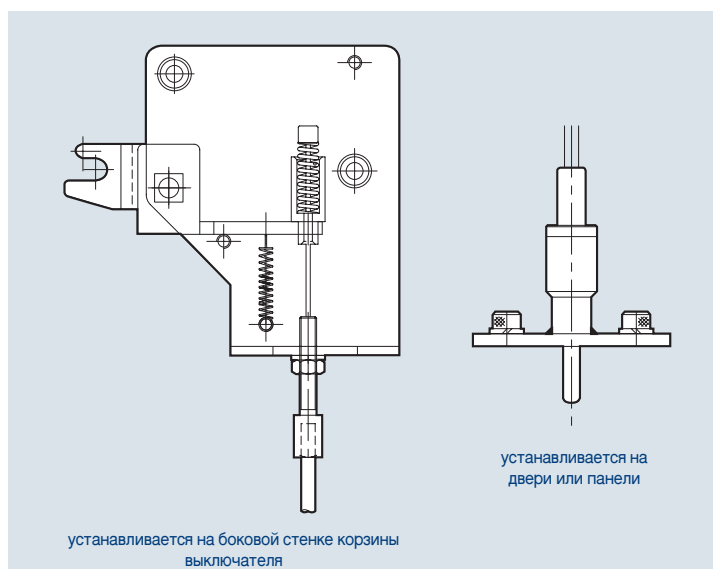 устанавливается на
двери или панели
устанавливается на боковой стенке корзины
выключателя